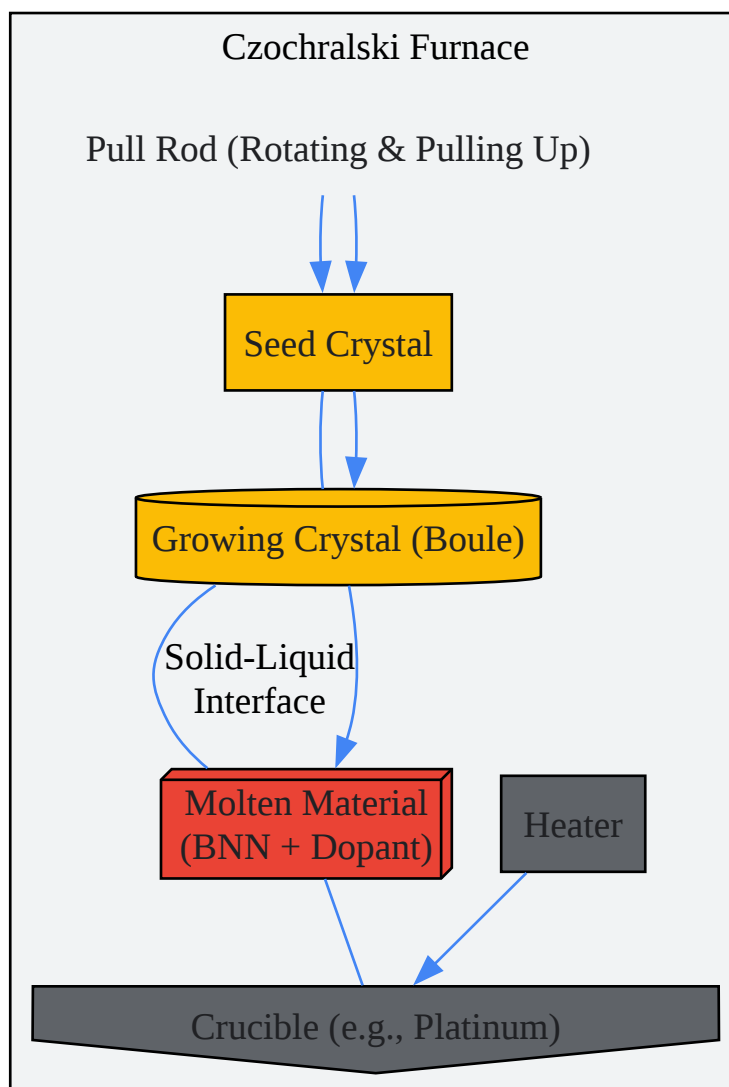 Czochralski Furnace
Pull Rod (Rotating & Pulling Up)
Seed Crystal
Growing Crystal (Boule)
Solid-Liquid
Interface
Molten Material
(BNN + Dopant)
Heater
Crucible (e.g., Platinum)